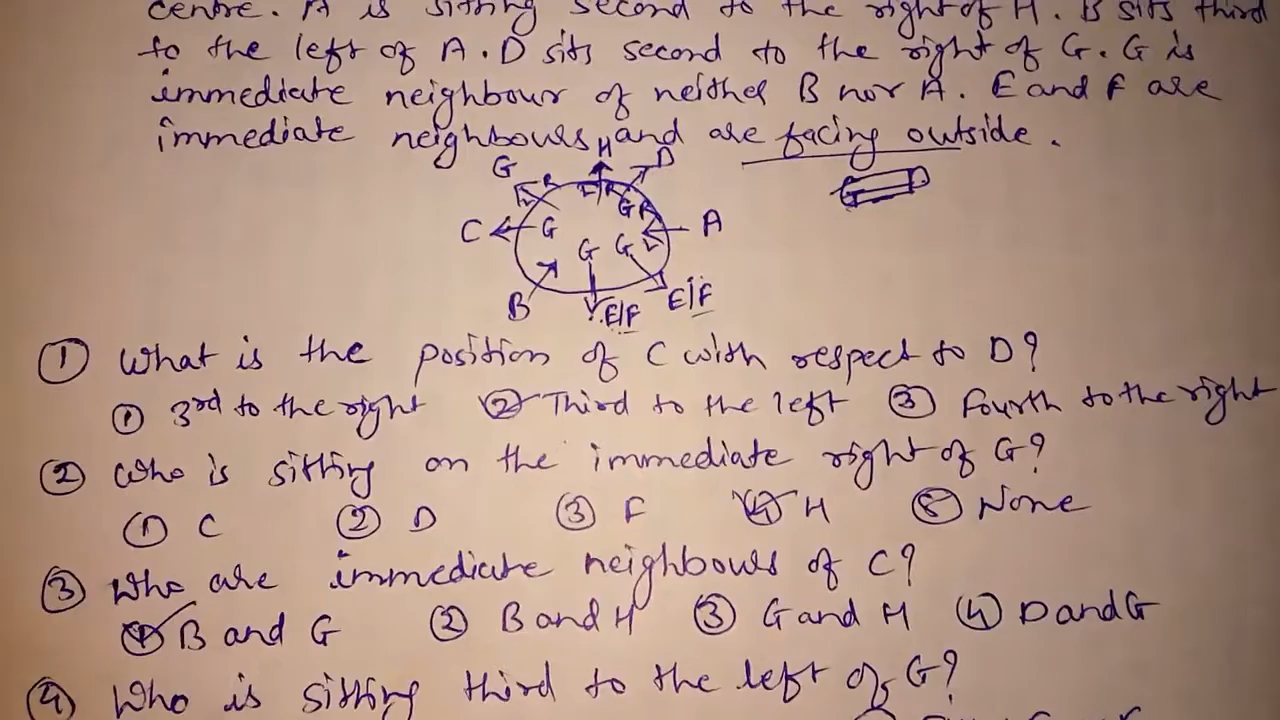 centre. A is sitting second to the right of H. B sits third
to the left of A. D sits second to the right of G. G is
immediate neighbour of neither B nor A. E and F are
immediate neighbours and are facing outside.
G H D
C G G R A
G G
B E/F E/F
① What is the position of C with respect to D?
① 3rd to the right ② Third to the left ③ Fourth to the right
② Who is sitting on the immediate right of G?
① C ② D ③ F ④ H ⑤ None
③ Who are immediate neighbours of C?
① B and G ② B and H ③ G and H ④ D and G
④ Who is sitting third to the left of G?